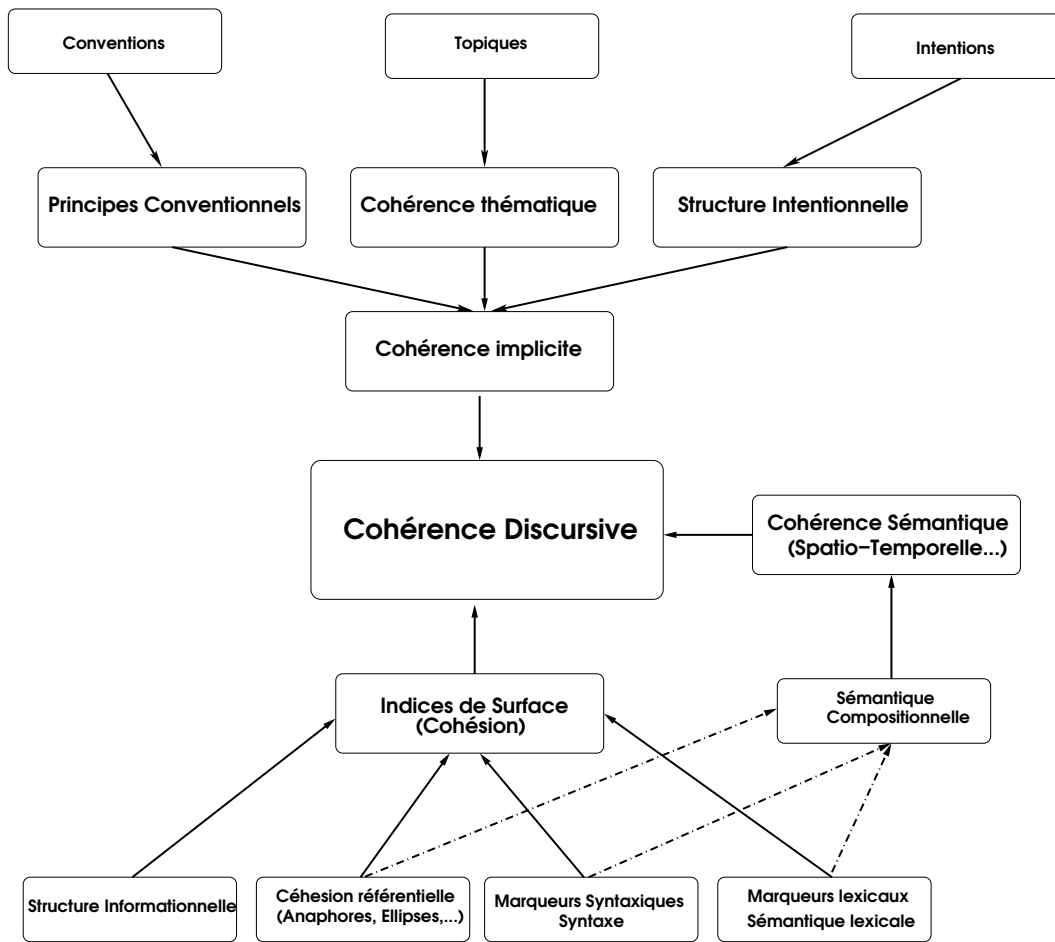 Conventions
Topiques
Intentions
Principes Conventionnels
Cohérence thématique
Structure Intentionnelle
Cohérence implicite
Cohérence Discursive
Cohérence Sémantique
(Spatio-Temporelle...)
Indices de Surface
(Cohésion)
Sémantique
Compositionnelle
Structure Informationnelle
Céhesion référentielle
(Anaphores, Ellipses,...)
Marqueurs Syntaxiques
Syntaxe
Marqueurs lexicaux
Sémantique lexicale